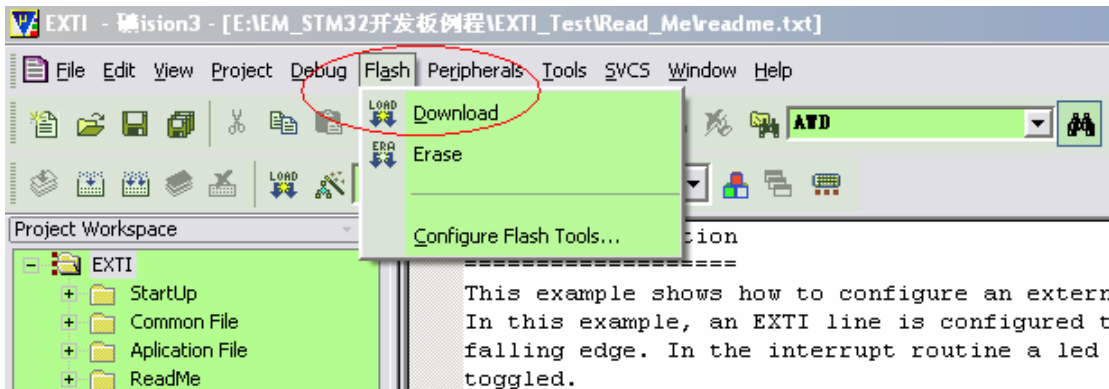 EXTI - 礦ision3 - [E:\EM_STM32开发板例程\EXTI_Test\Read_Me\readme.txt]
File Edit View Project Debug Flash Peripherals Tools SVCS Window Help
LOAD Download
AWD
ERA Erase
LOAD
Configure Flash Tools...
Project Workspace
tion
EXTI
===================
StartUp
This example shows how to configure an extern
Common File
In this example, an EXTI line is configured t
Aplication File
falling edge. In the interrupt routine a led
ReadMe
toggled.